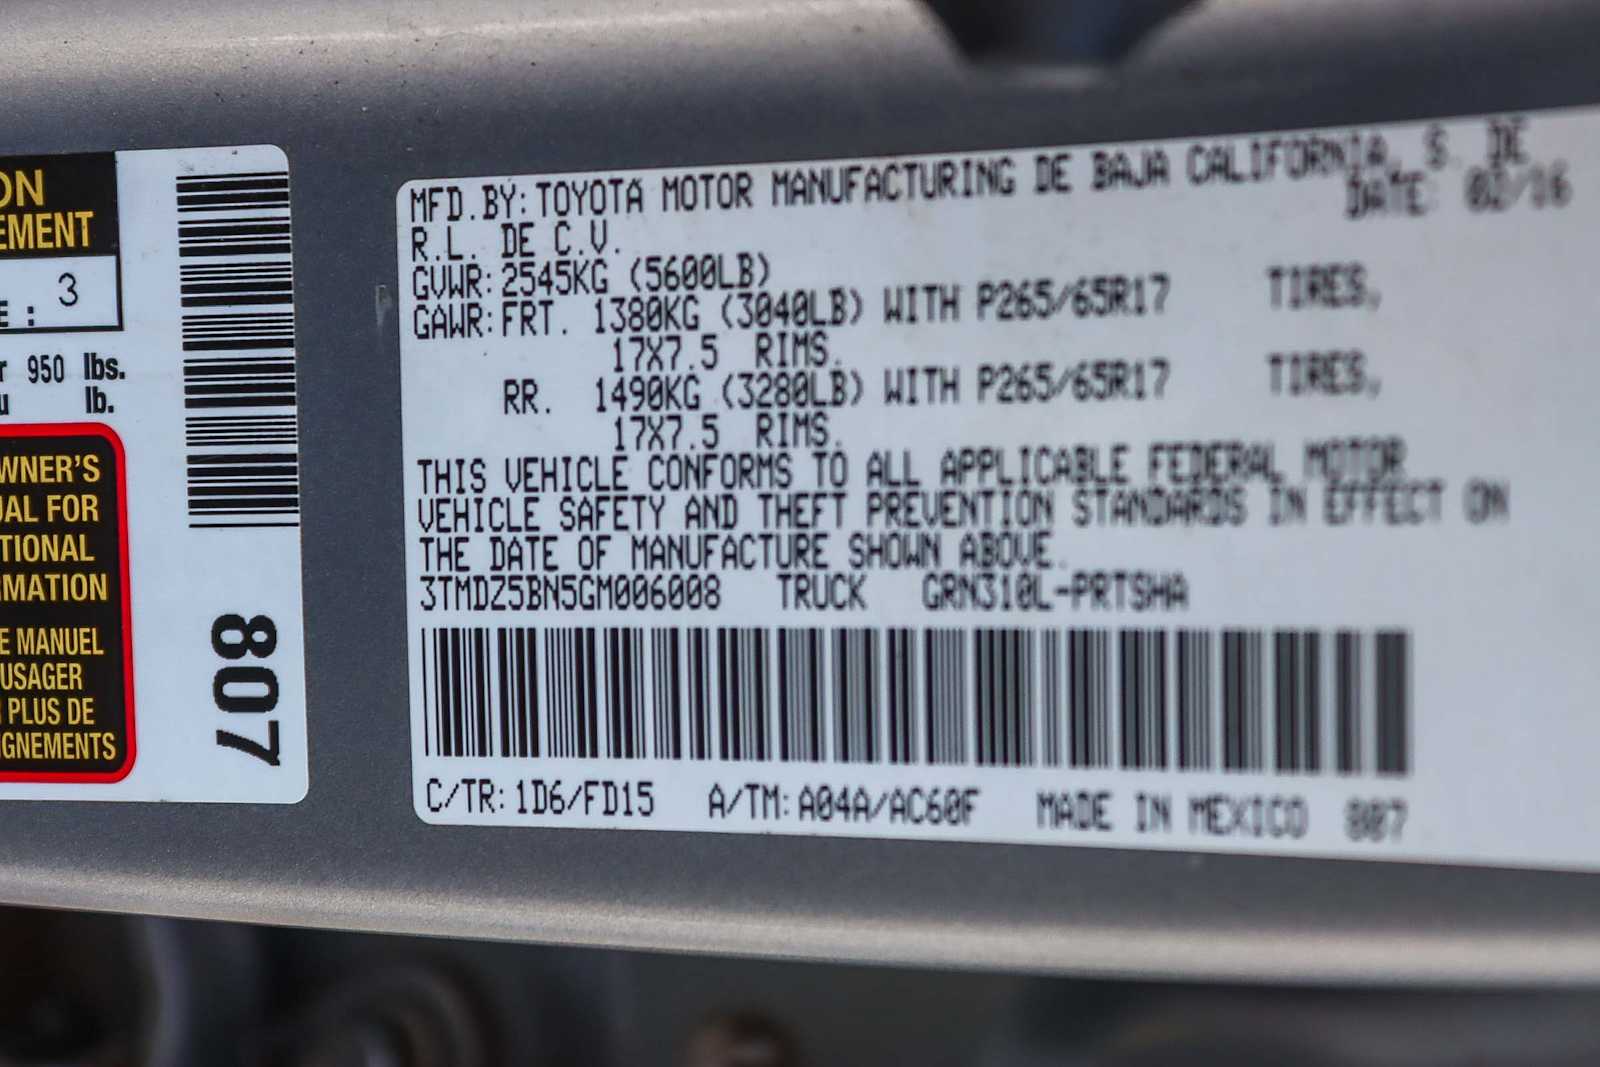 ON
EMENT
E : 3
r 950 lbs.
u lb.
WNER'S
UAL FOR
TIONAL
RMATION
E MANUEL
USAGER
R PLUS DE
IGNEMENTS
807
MFD.BY:TOYOTA MOTOR MANUFACTURING DE BAJA CALIFORNIA, S. DE
R.L. DE C.V. DATE: 02/16
GVWR:2545KG (5600LB)
GAWR:FRT. 1380KG (3040LB) WITH P265/65R17 TIRES,
17X7.5 RIMS.
RR. 1490KG (3280LB) WITH P265/65R17 TIRES,
17X7.5 RIMS.
THIS VEHICLE CONFORMS TO ALL APPLICABLE FEDERAL MOTOR
VEHICLE SAFETY AND THEFT PREVENTION STANDARDS IN EFFECT ON
THE DATE OF MANUFACTURE SHOWN ABOVE.
3TMDZ5BN5GM006008 TRUCK GRN310L-PRTSHA
C/TR:1D6/FD15 A/TM:A04A/AC60F MADE IN MEXICO 807